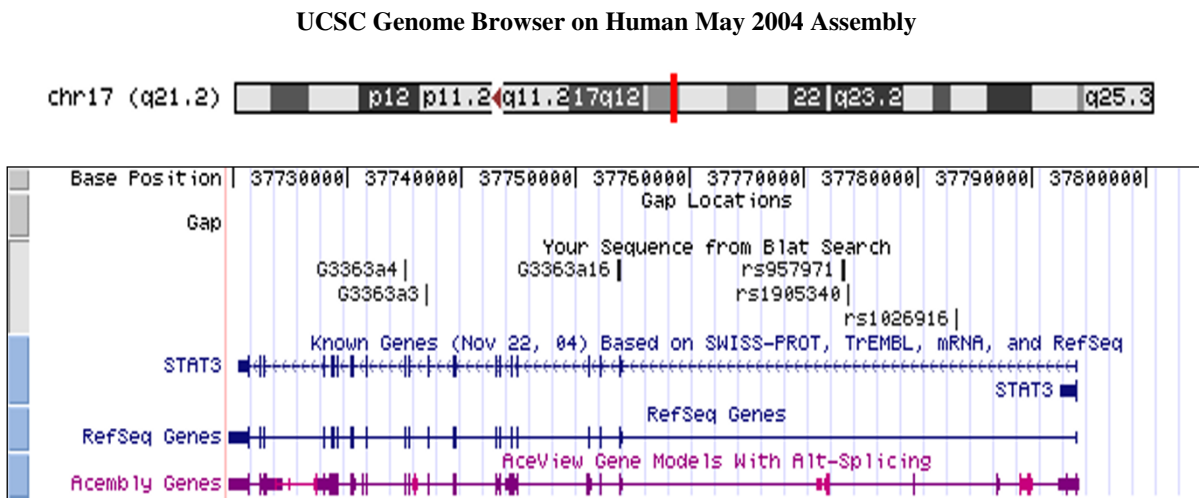 UCSC Genome Browser on Human May 2004 Assembly
chr17 (q21.2) p12 p11.2 q11.2 17q12 22 q23.2 q25.3
Base Position | 37730000| 37740000| 37750000| 37760000| 37770000| 37780000| 37790000| 37800000|
Gap Locations
Gap
Your Sequence from Blat Search
G3363a4 G3363a16 rs957971
G3363a3 rs1905340
rs1026916
Known Genes (Nov 22, 04) Based on SWISS-PROT, TrEMBL, mRNA, and RefSeq
STAT3
STAT3
RefSeq Genes
RefSeq Genes
AceView Gene Models With Alt-Splicing
Acembly Genes